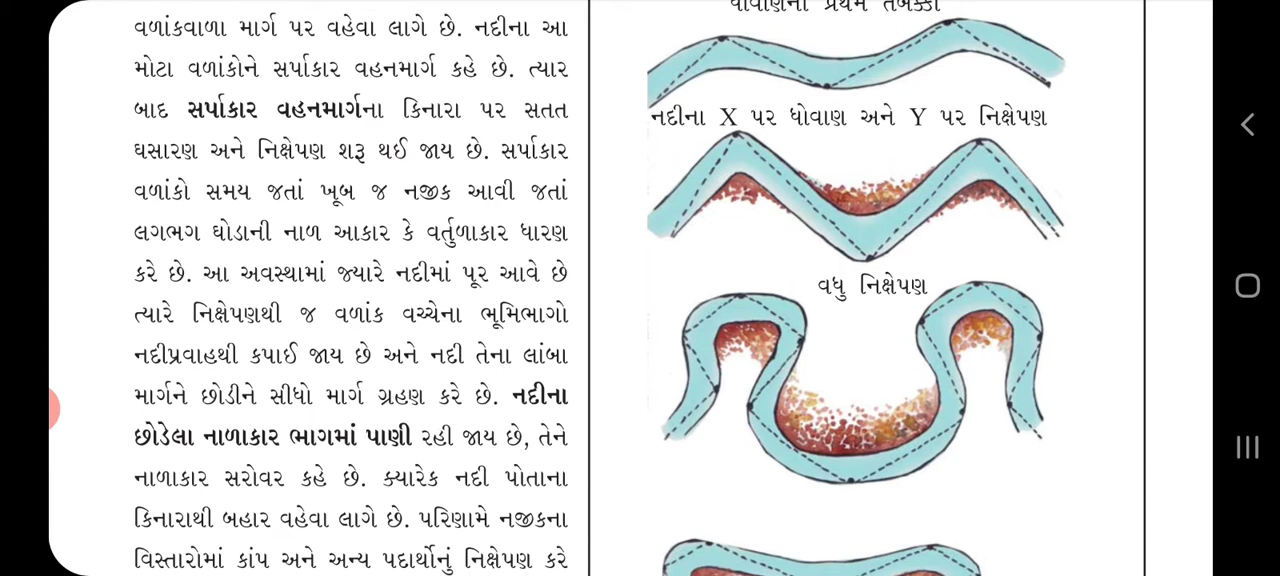 વળાંકવાળા માર્ગ પર વહેવા લાગે છે. નદીના આ
મોટા વળાંકોને સર્પાકાર વહનમાર્ગ કહે છે. ત્યાર
બાદ સર્પાકાર વહનમાર્ગના કિનારા પર સતત
ઘસારણ અને નિક્ષેપણ શરૂ થઈ જાય છે. સર્પાકાર
વળાંકો સમય જતાં ખૂબ જ નજીક આવી જતાં
લગભગ ઘોડાની નાળ આકાર કે વર્તુળાકાર ધારણ
કરે છે. આ અવસ્થામાં જ્યારે નદીમાં પૂર આવે છે
ત્યારે નિક્ષેપણથી જ વળાંક વચ્ચેના ભૂમિભાગો
નદીપ્રવાહથી કપાઈ જાય છે અને નદી તેના લાંબા
માર્ગને છોડીને સીધો માર્ગ ગ્રહણ કરે છે. નદીના
છોડેલા નાળાકાર ભાગમાં પાણી રહી જાય છે, તેને
નાળાકાર સરોવર કહે છે. ક્યારેક નદી પોતાના
કિનારાથી બહાર વહેવા લાગે છે. પરિણામે નજીકના
વિસ્તારોમાં કાંપ અને અન્ય પદાર્થોનું નિક્ષેપણ કરે
પ્રથમ તબક્કો
નદીના X પર ધોવાણ અને Y પર નિક્ષેપણ
વધુ નિક્ષેપણ